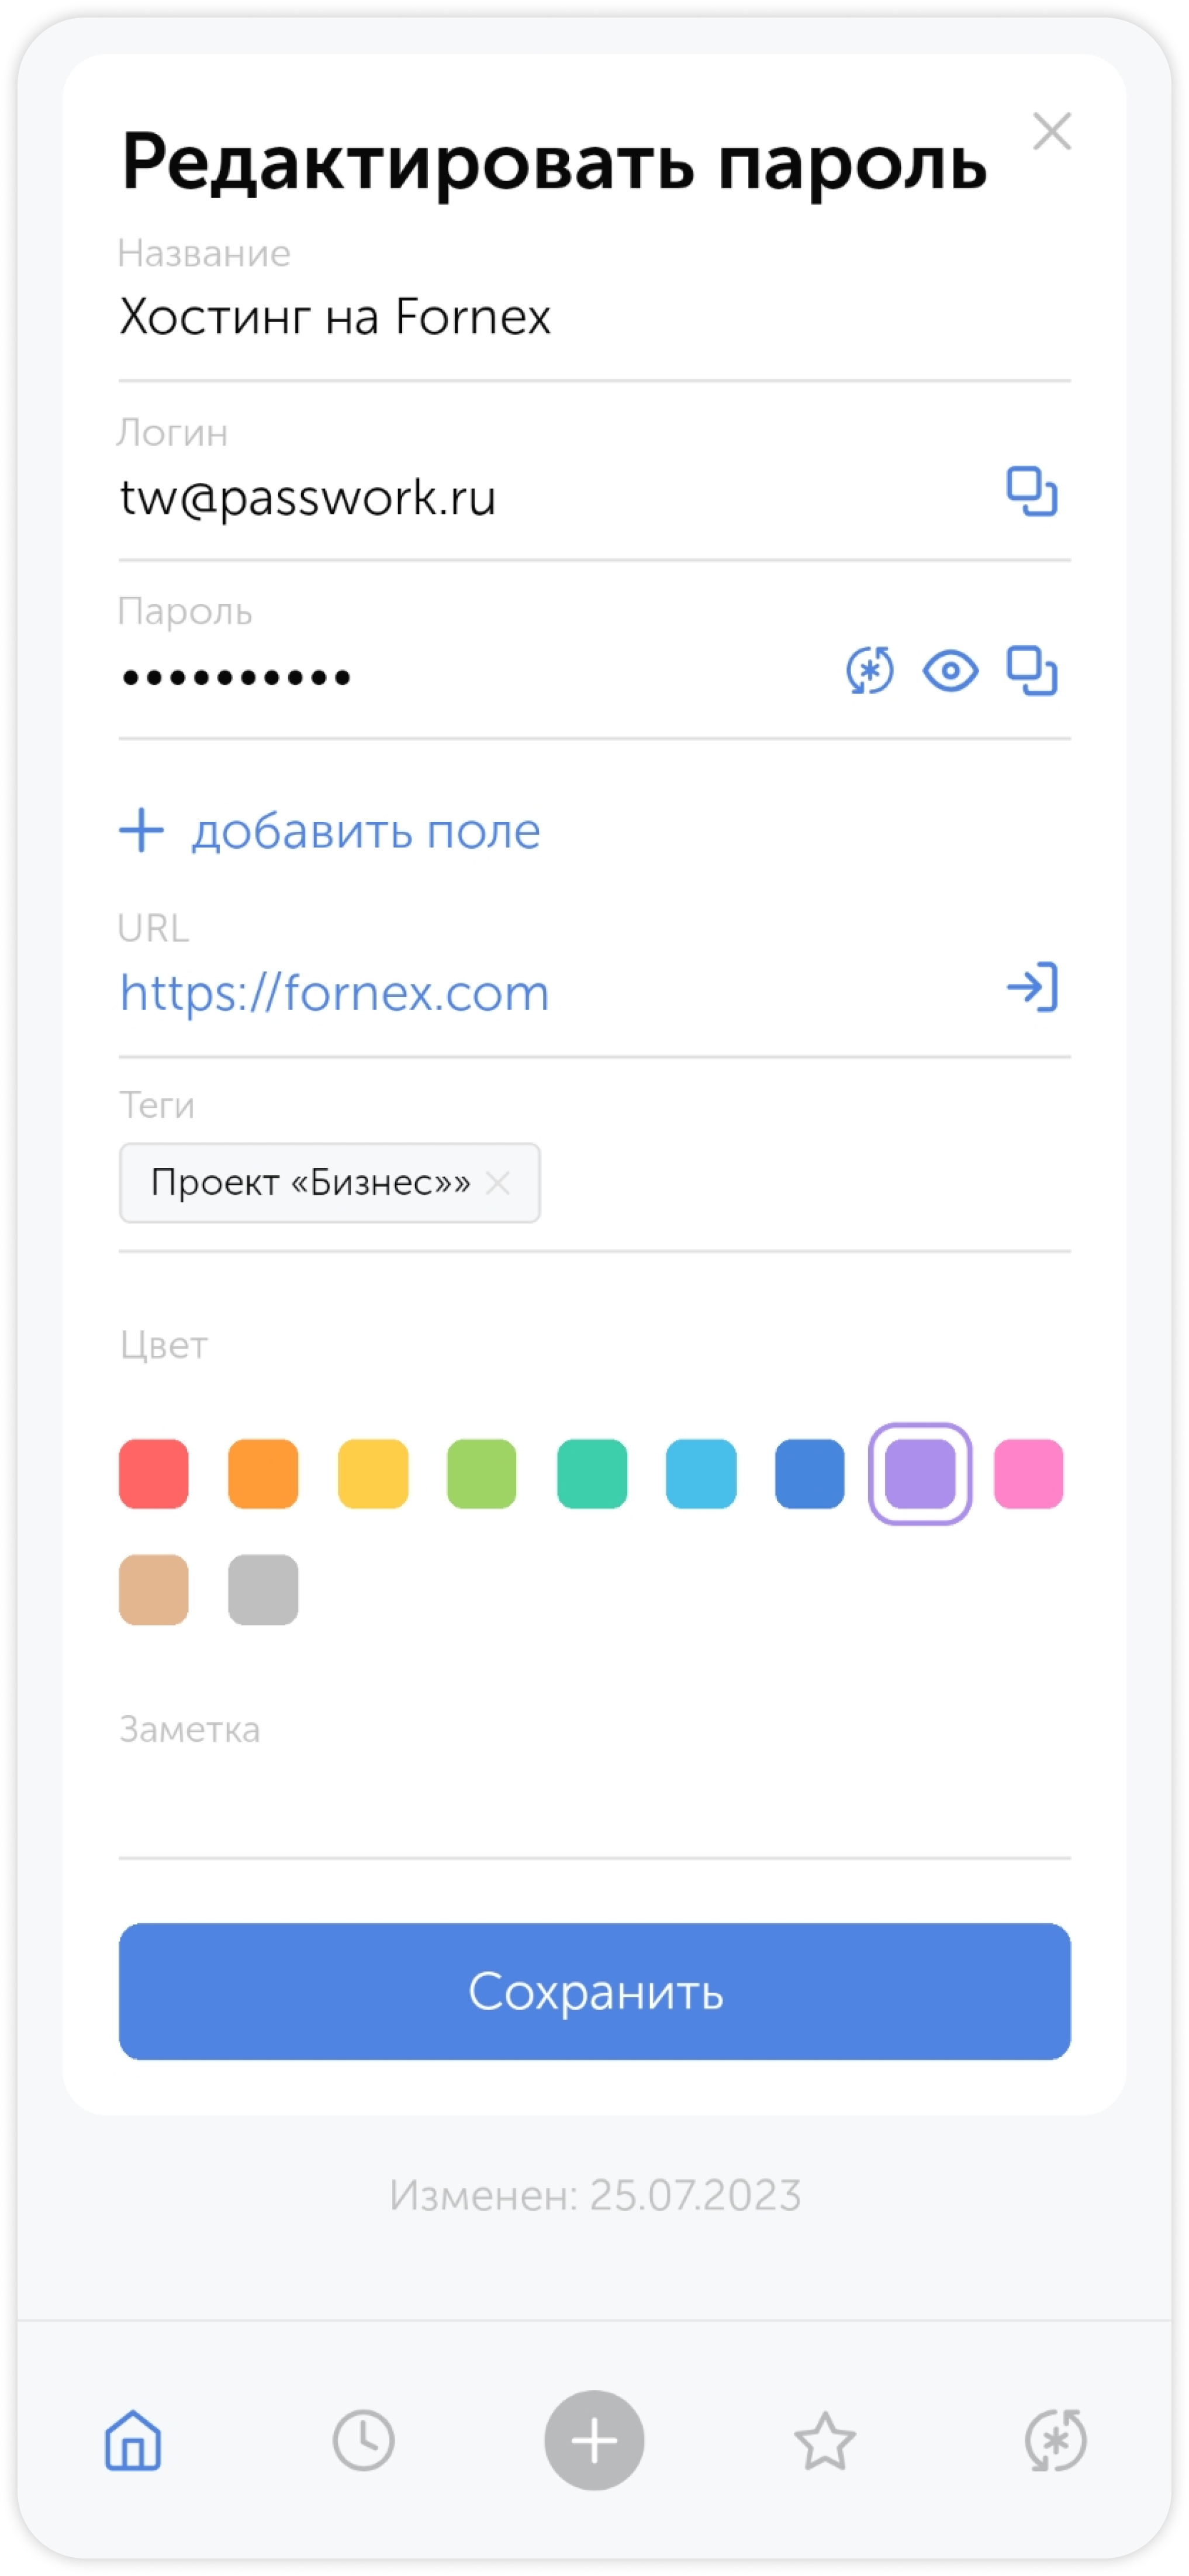 Редактировать пароль
Название
Хостинг на Fornex
Логин
tw@passwork.ru
Пароль
••••••••••
+ добавить поле
URL
https://fornex.com
Теги
Проект «Бизнес»»
Цвет
Заметка
Сохранить
Изменен: 25.07.2023